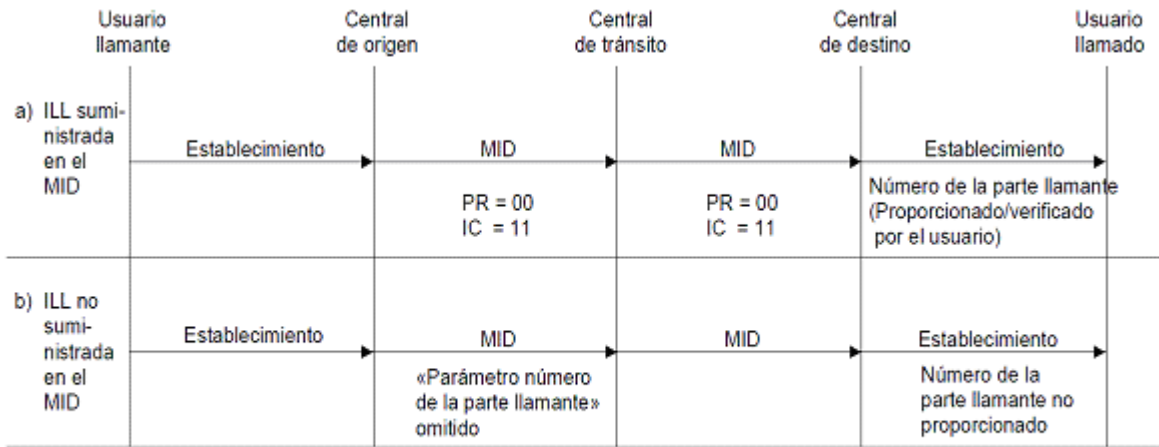 Usuario
llamante
Central
de origen
Central
de tránsito
Central
de destino
Usuario
llamado
a) ILL sumi-
nistrada
en el
MID
Establecimiento
MID
MID
Establecimiento
PR = 00
IC = 11
PR = 00
IC = 11
Número de la parte llamante
(Proporcionado/verificado
por el usuario)
b) ILL no
sumi-
nistrada
en el
MID
Establecimiento
MID
MID
Establecimiento
«Parámetro número
de la parte llamante»
omitido
Número de la
parte llamante no
proporcionado